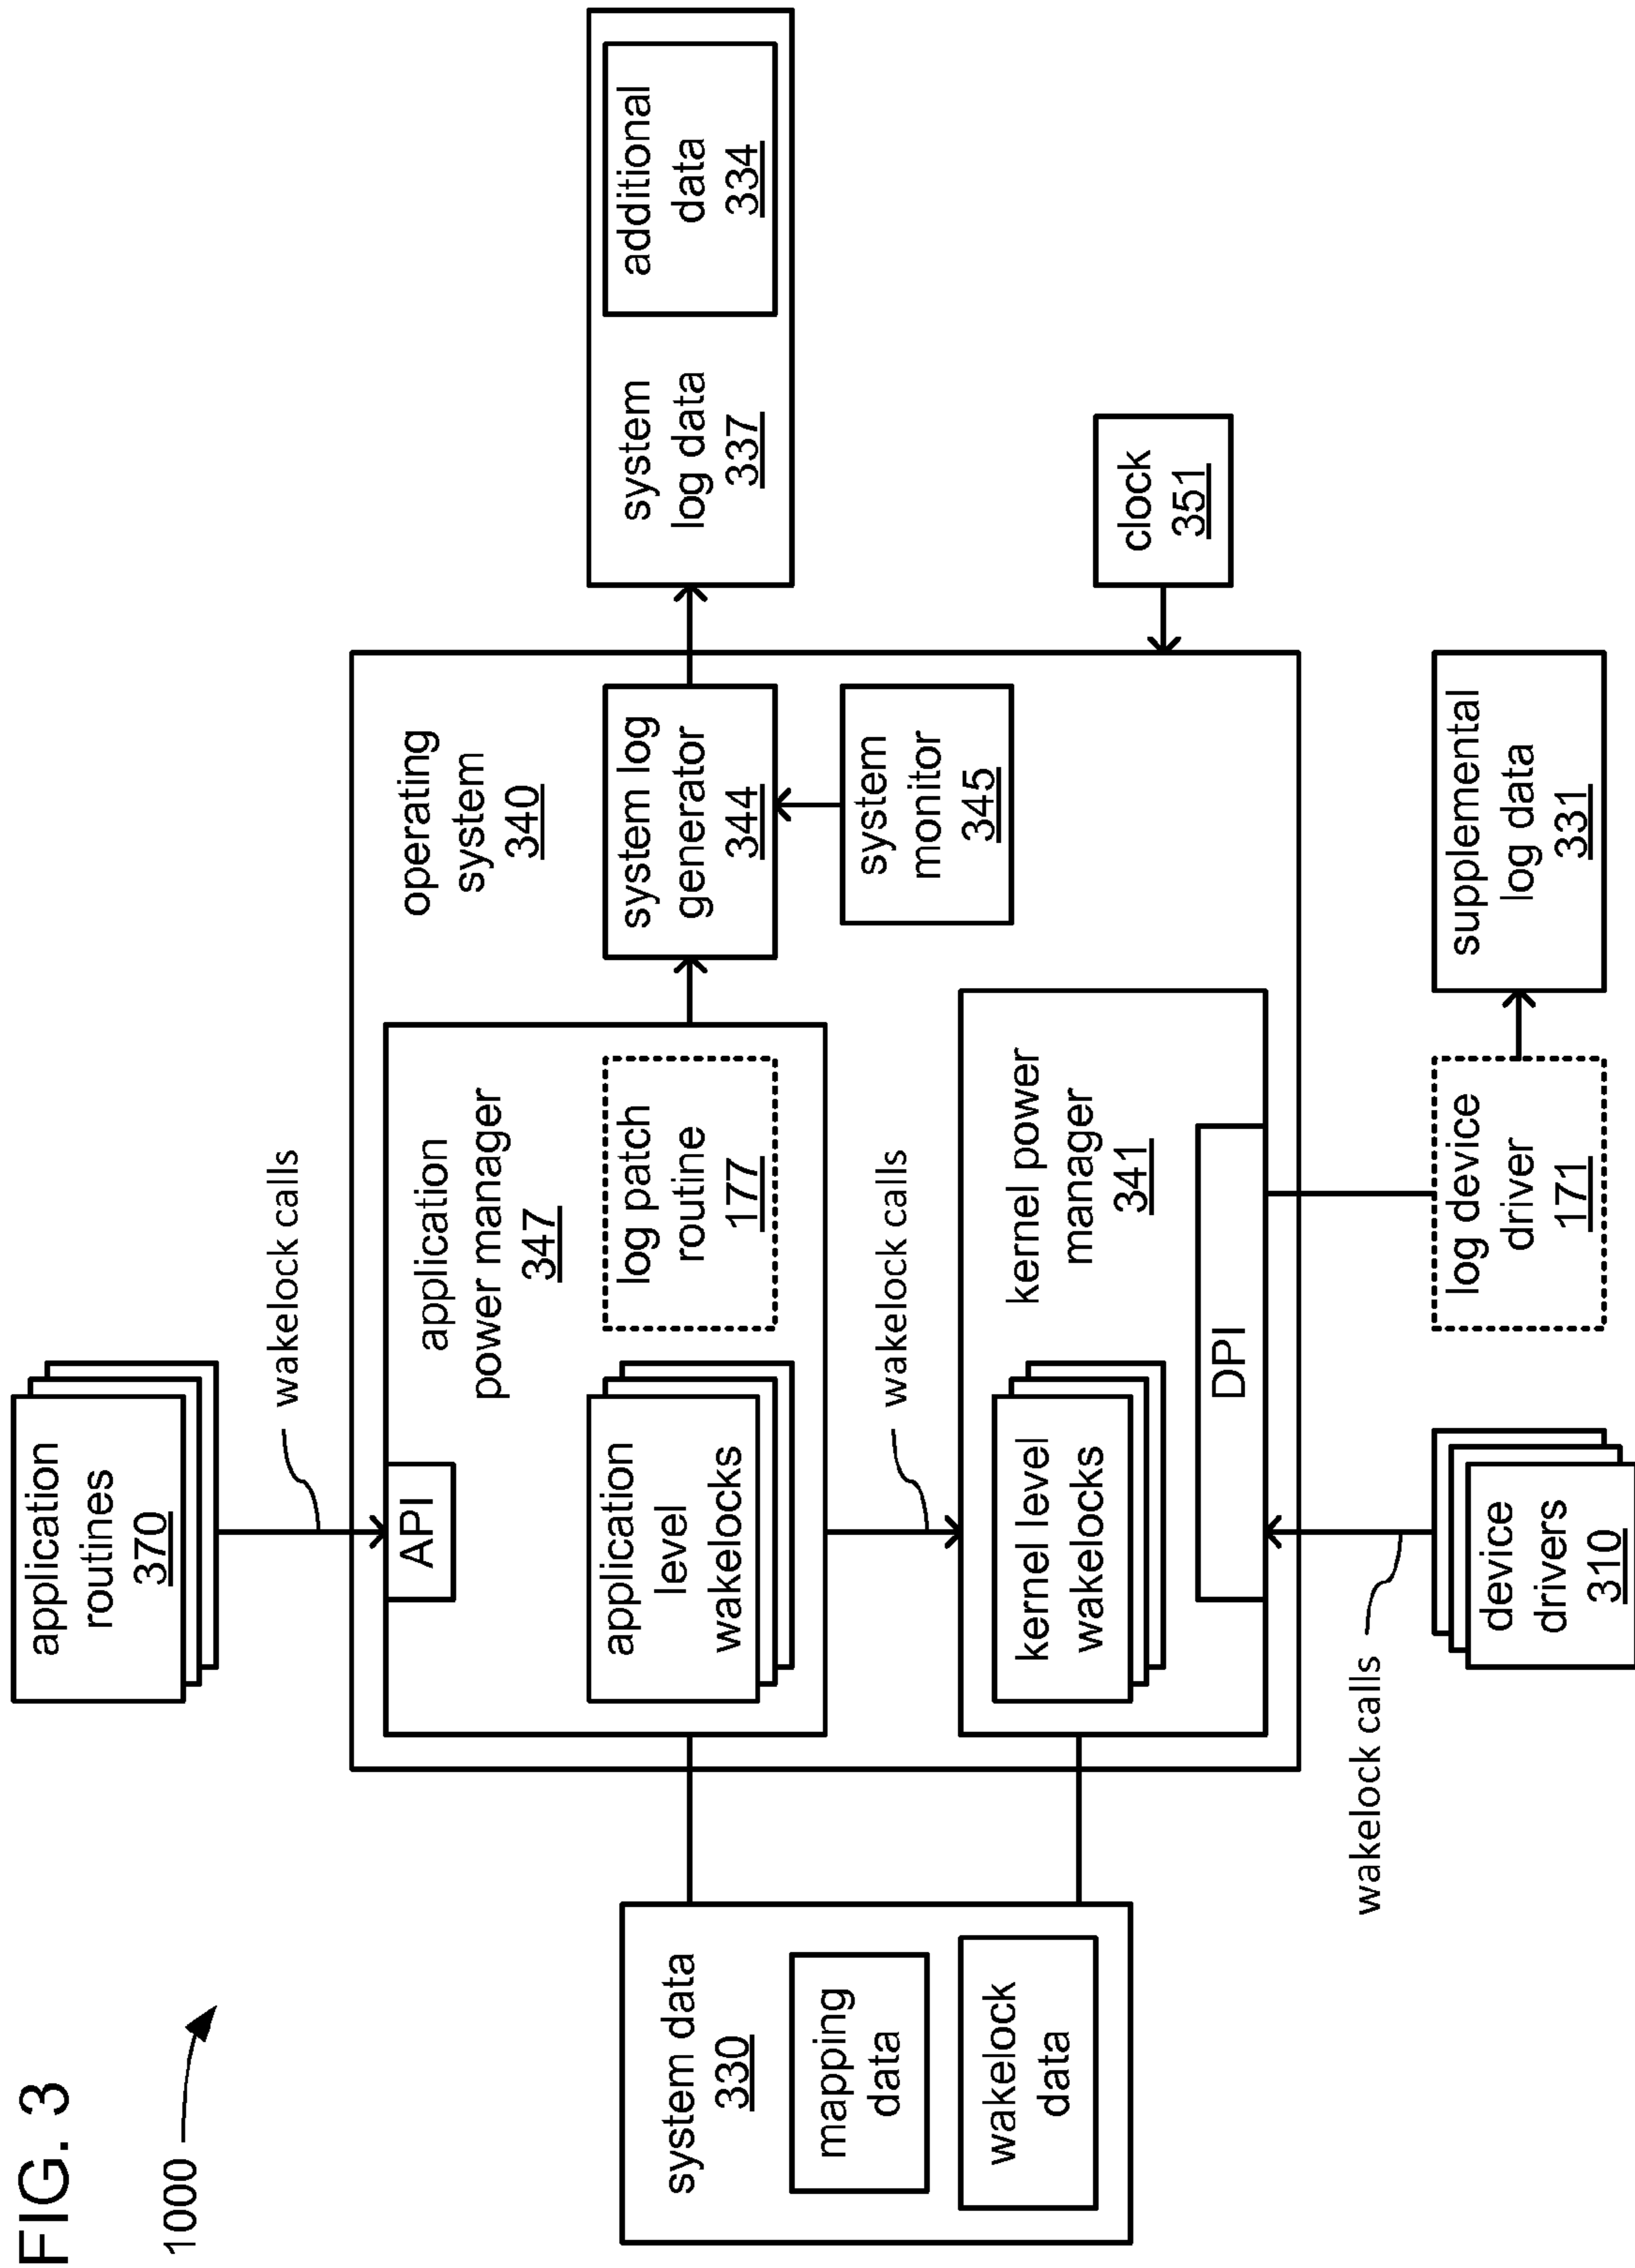 FIG. 3
1000
application
routines
370
wakelock calls
operating
system
340
API
application
power manager
347
application
level
wakelocks
log patch
routine
177
system log
generator
344
system
monitor
345
system
log data
337
additional
data
334
system data
330
mapping
data
wakelock
data
wakelock calls
kernel power
manager
341
kernel level
wakelocks
DPI
clock
351
wakelock calls
device
drivers
310
log device
driver
171
supplemental
log data
331